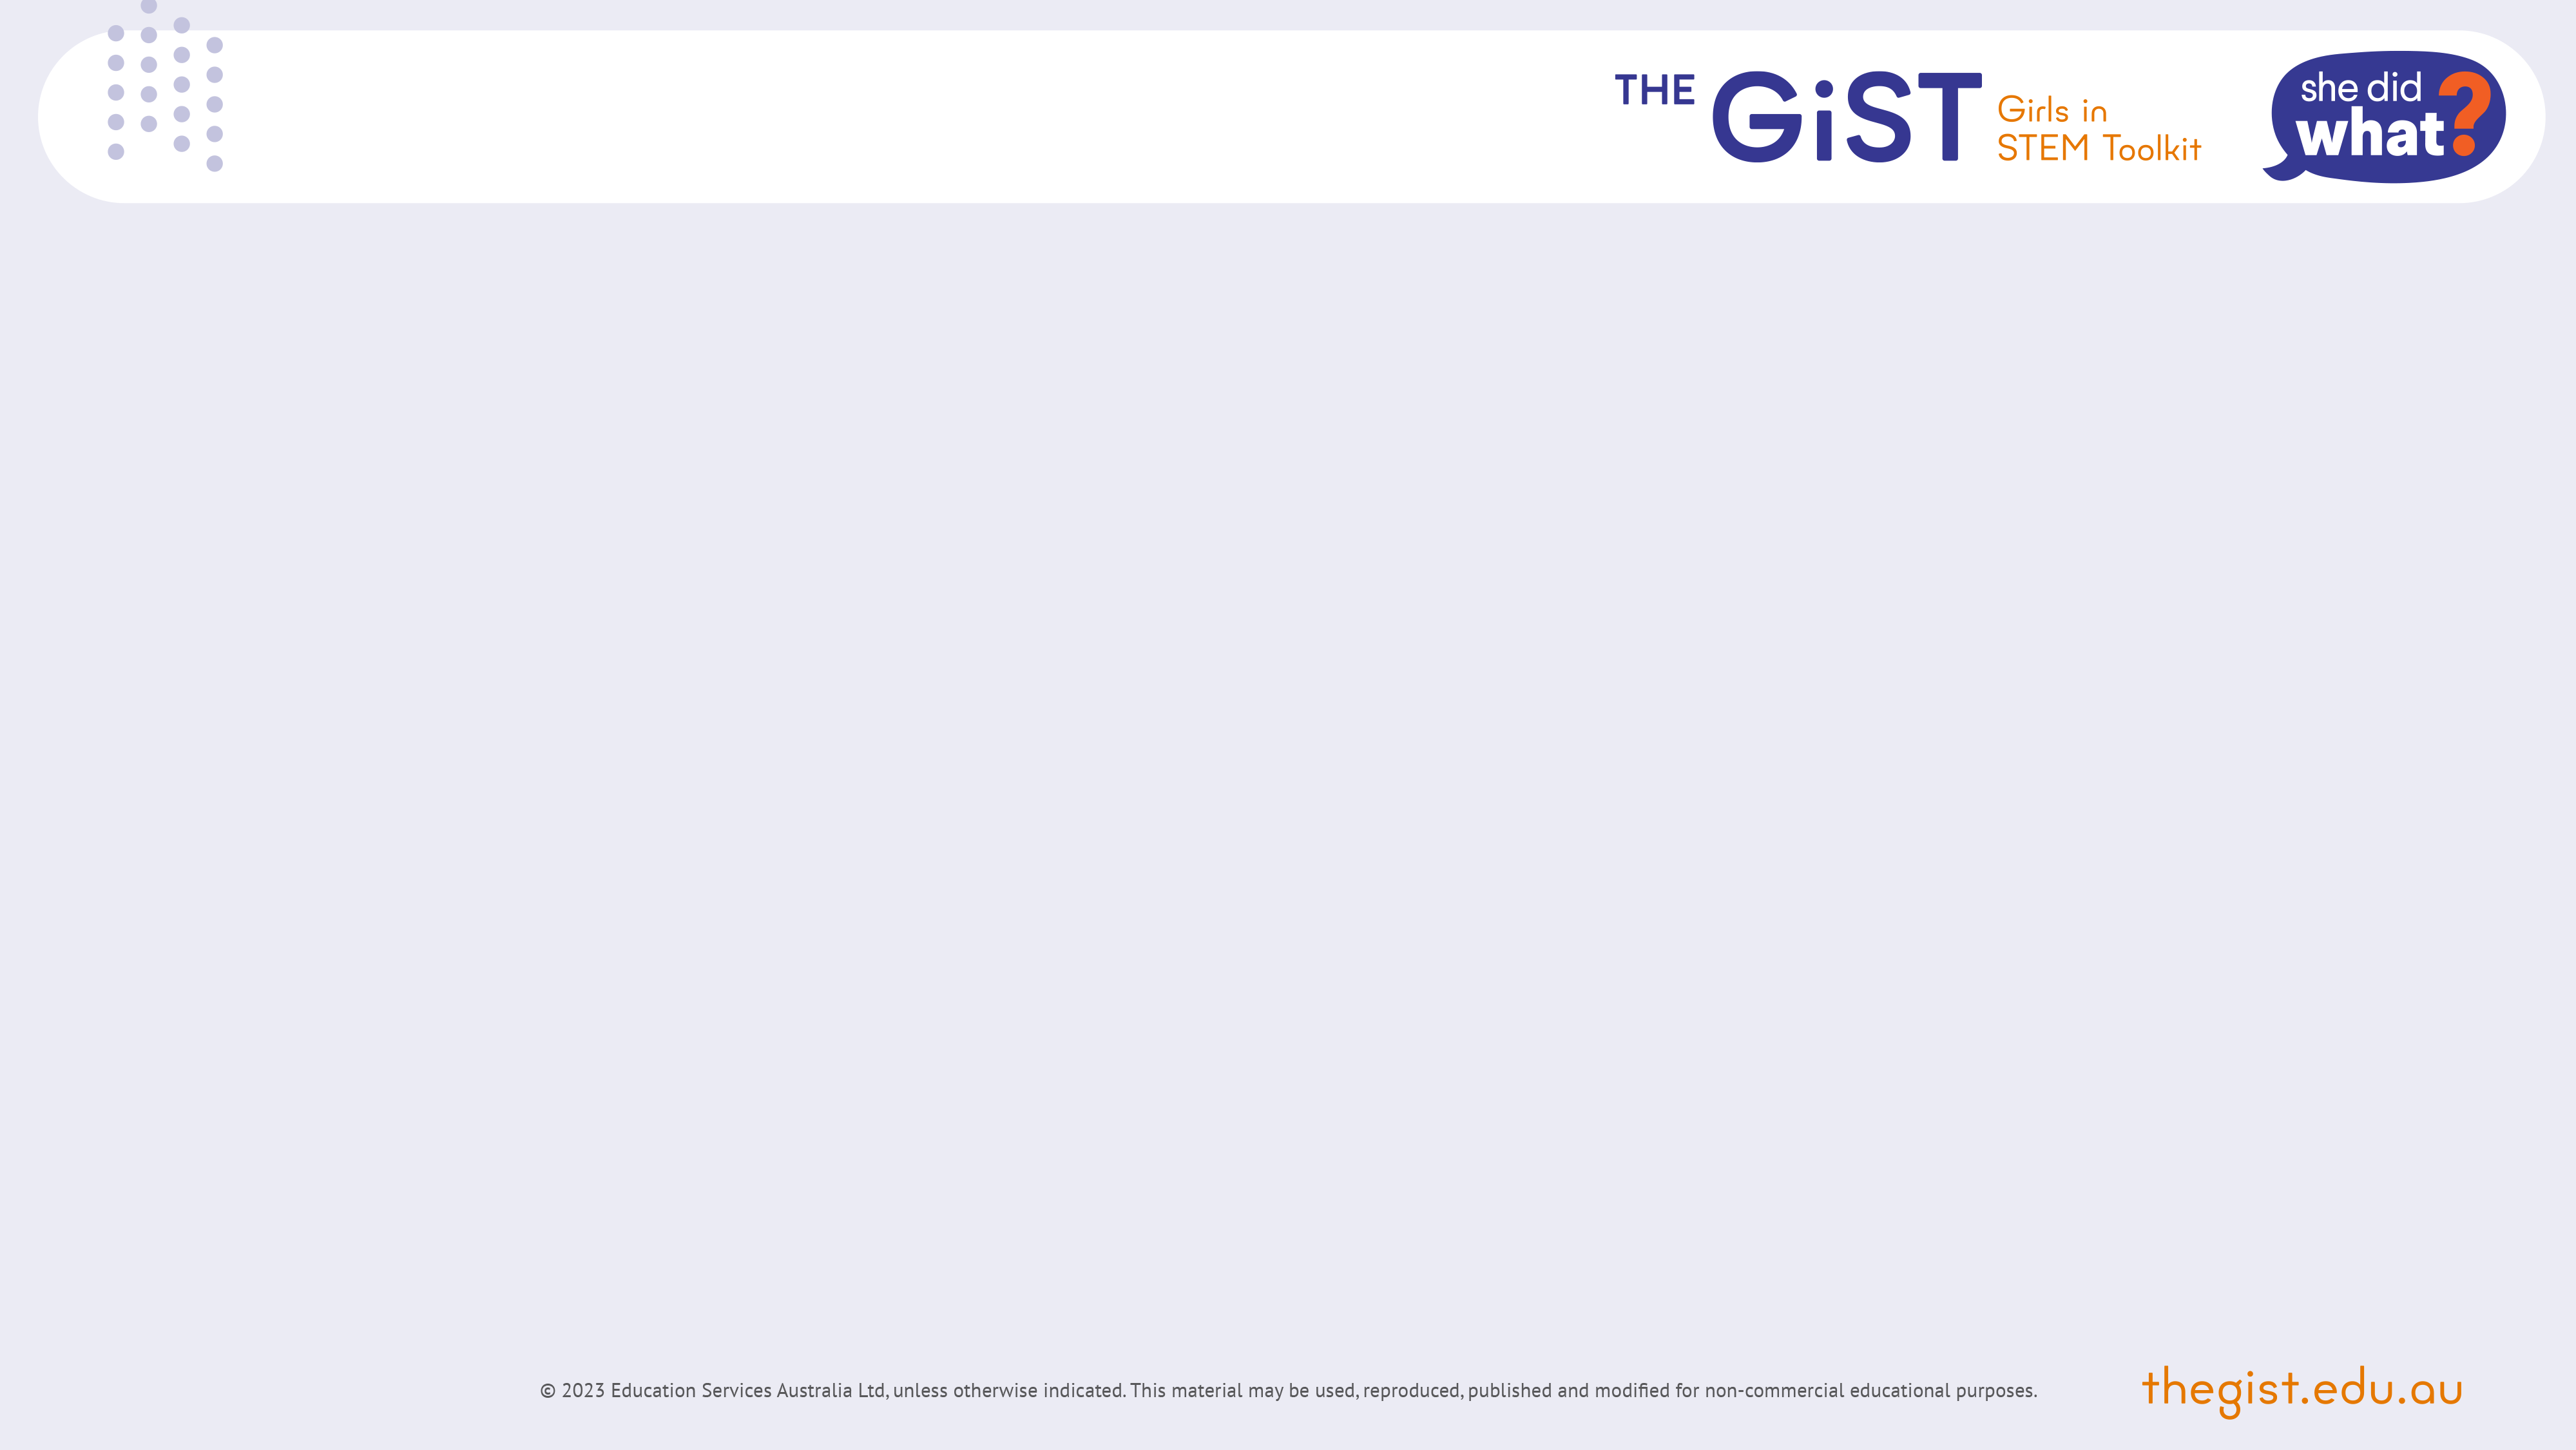 THE GiST Girls in
STEM Toolkit
she did
what?
© 2023 Education Services Australia Ltd, unless otherwise indicated. This material may be used, reproduced, published and modified for non-commercial educational purposes.
thegist.edu.au